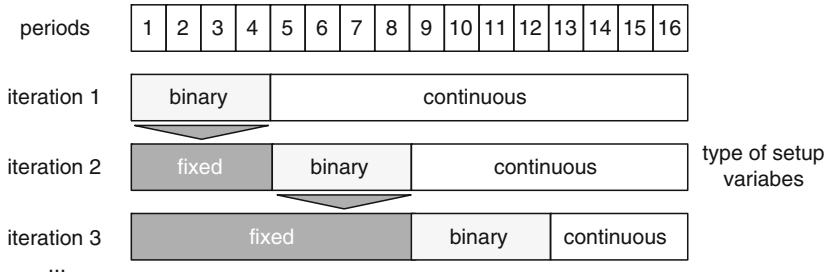 periods 1 2 3 4 5 6 7 8 9 10 11 12 13 14 15 16
iteration 1 binary continuous
iteration 2 fixed binary continuous
type of setup
variabes
iteration 3 fixed binary continuous
...